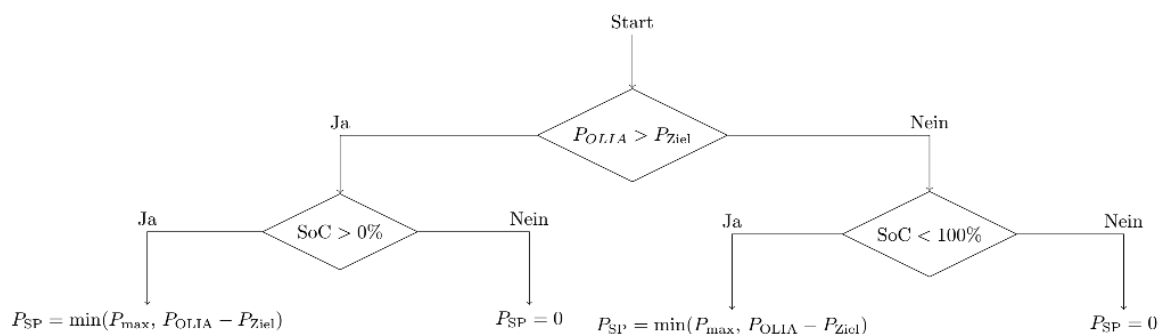 Start
Ja
P_OLIA > P_Ziel
Nein
Ja
SoC > 0%
Nein
Ja
SoC < 100%
Nein
P_SP = min(P_max, P_OLIA − P_Ziel)
P_SP = 0
P_SP = min(P_max, P_OLIA − P_Ziel)
P_SP = 0